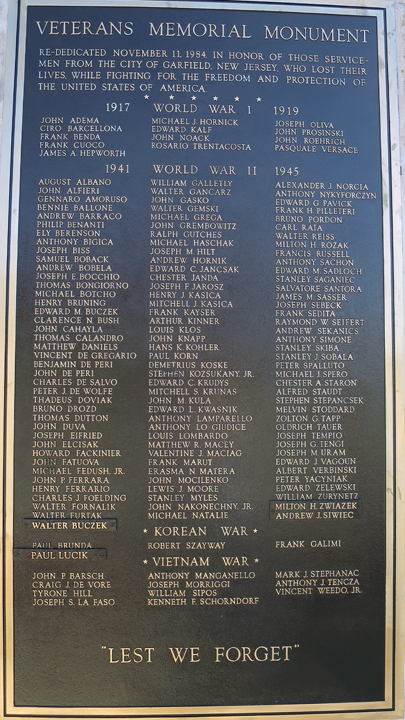 VETERANS MEMORIAL MONUMENT
RE-DEDICATED NOVEMBER 11, 1984, IN HONOR OF THOSE SERVICE-
MEN FROM THE CITY OF GARFIELD, NEW JERSEY, WHO LOST THEIR
LIVES, WHILE FIGHTING FOR THE FREEDOM AND PROTECTION OF
THE UNITED STATES OF AMERICA.
1917 WORLD WAR I 1919
JOHN ADEMA
CIRO BARCELLONA
FRANK BENDA
FRANK CUOCO
JAMES A. HEPWORTH
MICHAEL J. HORNICK
EDWARD KALF
JOHN NOACK
ROSARIO TRENTACOSTA
JOSEPH OLIVA
JOHN PROSINSKI
JOHN ROEHRICH
PASQUALE VERSACE
1941 WORLD WAR II 1945
AUGUST ALBANO
JOHN ALFIERI
GENNARO AMORUSO
BENNIE BALLONE
ANDREW BARRACO
PHILIP BENANTI
ELY BERENSON
ANTHONY BIGICA
JOSEPH BISS
SAMUEL BOBACK
ANDREW BOBELA
JOSEPH E. BOCCHIO
THOMAS BONGIORNO
MICHAEL BOTCHO
HENRY BRUNING
EDWARD M. BUCZEK
CLARENCE N. BUSH
JOHN CAHAYLA
THOMAS CALANDRO
MATTHEW DANIELS
VINCENT DE GREGARIO
BENJAMIN DE PERI
JOHN DE PERI
CHARLES DE SALVO
PETER J. DE WOLFE
THADEUS DOVIAK
BRUNO DROZD
THOMAS DUTTON
JOHN DUVA
JOSEPH EIFRIED
JOHN ELCISAK
HOWARD FACKINIER
JOHN FATUOVA
MICHAEL FEDUSH, JR.
JOHN P. FERRARA
HENRY FERRARIO
CHARLES J. FOELDING
WALTER FORNALIK
WALTER FURTAK
WALTER BUCZEK
WILLIAM GALLETLY
WALTER GANCARZ
JOHN GASKO
WALTER GEMSKI
MICHAEL GREGA
JOHN GREMBOWITZ
RALPH GUTCHES
MICHAEL HASCHAK
JOSEPH M. HILT
ANDREW HORNIK
EDWARD C. JANCSAK
CHESTER JANDA
JOSEPH F. JAROSZ
HENRY J. KASICA
MITCHELL J. KASICA
FRANK KAYSER
ARTHUR KINNER
LOUIS KLOS
JOHN KNAPP
HANS K. KOHLER
PAUL KORN
DEMETRIUS KOSKE
STEPHEN KOZSUKANY, JR.
EDWARD C. KRUDYS
MITCHELL S. KRUNAS
JOHN M. KULA
EDWARD L. KWASNIK
ANTHONY LAMPARELLO
ANTHONY LO GIUDICE
LOUIS LOMBARDO
MATTHEW R. MACEY
VALENTINE J. MACIAG
FRANK MARUT
ERASMA N. MATERA
JOHN MOCILENKO
LEWIS J. MOORE
STANLEY MYLES
JOHN NAKONECHNY, JR.
MICHAEL NATALIE
ALEXANDER J. NORCIA
ANTHONY NYKIFORCZYN
EDWARD G. PAVICK
FRANK H. PILLETERI
BRUNO PORDON
CARL RATA
WALTER REISS
MILTON H. ROZAK
FRANCIS RUSSELL
ANTHONY SACHON
EDWARD M. SADLOCH
STANLEY SAGANIEC
SALVATORE SANTORA
JAMES M. SASSER
JOSEPH SEBECK
FRANK SEDITA
RAYMOND W. SEIFERT
ANDREW SEKANICS
ANTHONY SIMONE
STANLEY SKIBA
STANLEY J. SOBALA
PETER SPALLUTO
MICHAEL J. SPERO
CHESTER A. STARON
ALFRED STAUDT
STEPHEN STEPANCSEK
MELVIN STODDARD
ZOLTON G. TAPP
OLDRICH TAUER
JOSEPH TEMPIO
JOSEPH G. TENGI
JOSEPH M. URAM
EDWARD J. VAGOUN
ALBERT VERBINSKI
PETER YACYNIAK
EDWARD ZELEWSKI
WILLIAM ZURYNETZ
MILTON H. ZWIAZEK
ANDREW J. SIWIEC
KOREAN WAR
PAUL BRUNDA
PAUL LUCIK
ROBERT SZAYWAY
FRANK GALIMI
VIETNAM WAR
JOHN P. BARSCH
CRAIG J. DE VORE
TYRONE HILL
JOSEPH S. LA FASO
ANTHONY MANGANELLO
JOSEPH MORRIGGI
WILLIAM SIPOS
KENNETH F. SCHORNDORF
MARK J. STEPHANAC
ANTHONY J. TENCZA
VINCENT WEEDO, JR.
"LEST WE FORGET"